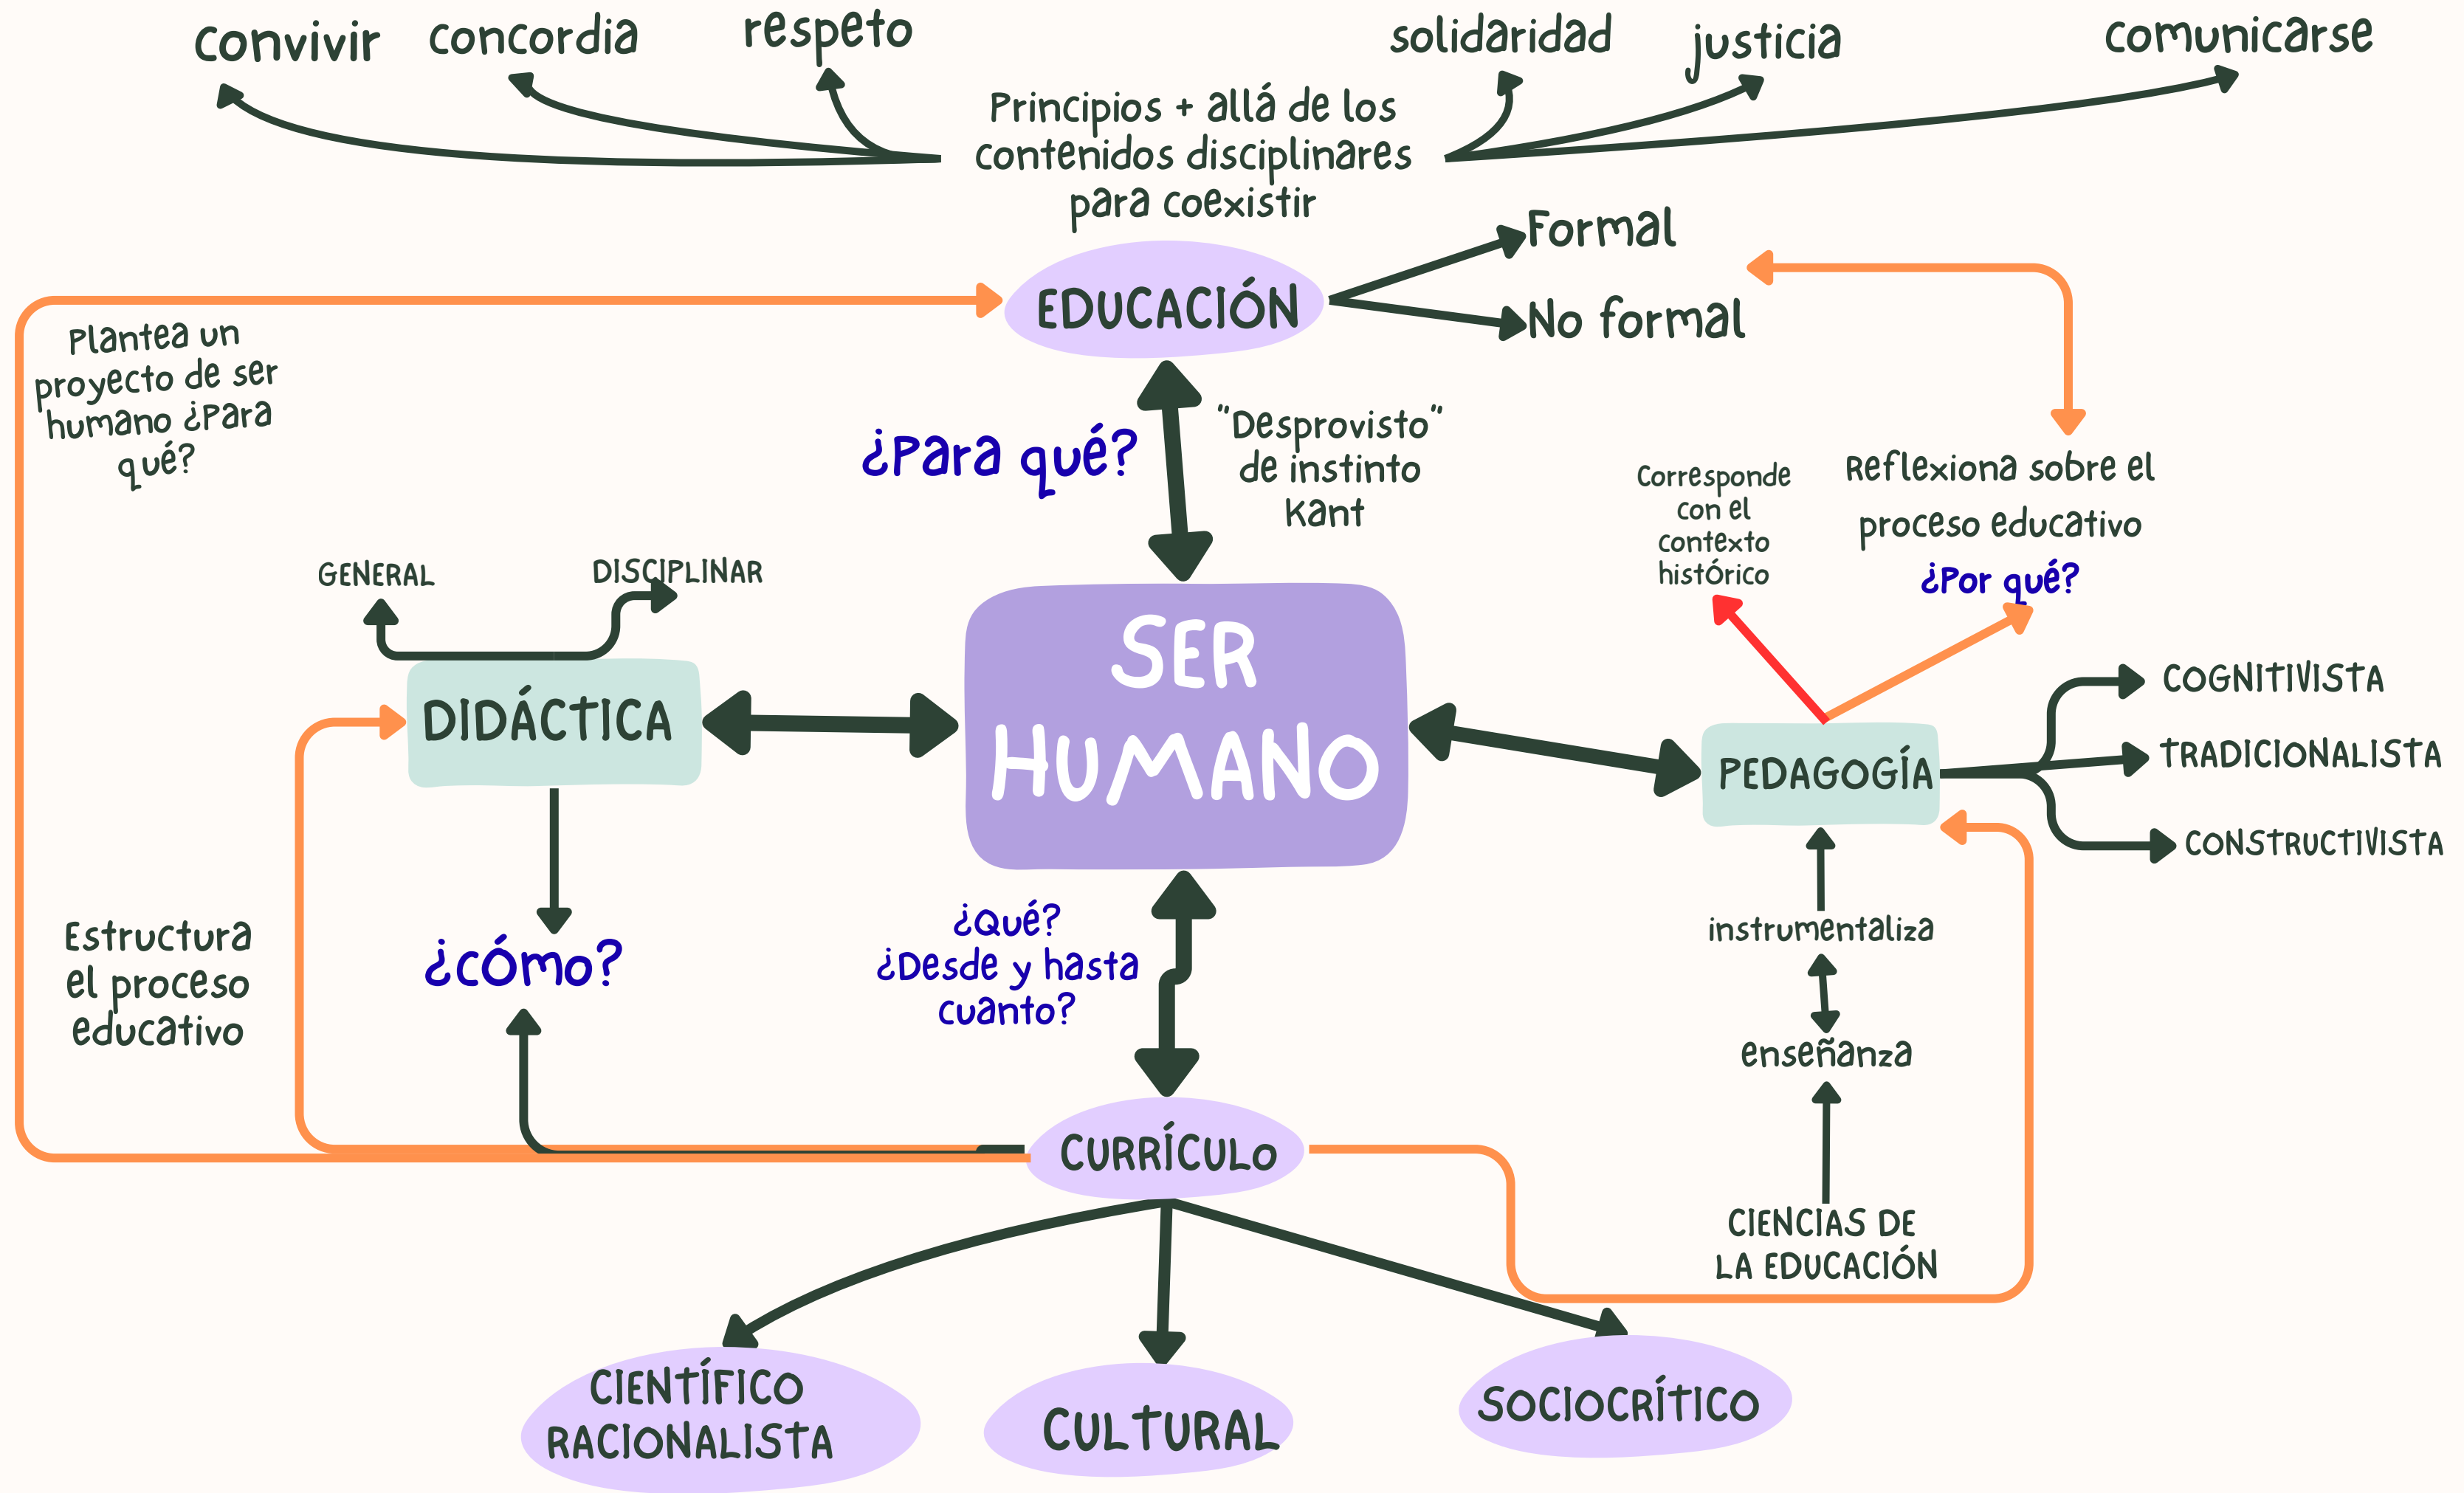 convivir
concordia
respeto
solidaridad
justicia
comunicarse
Principios + allá de los
contenidos disciplinares
para coexistir
EDUCACIÓN
Formal
No formal
Plantea un
proyecto de ser
humano ¿Para
qué?
¿Para qué?
"Desprovisto"
de instinto
Kant
Corresponde
con el
contexto
histórico
Reflexiona sobre el
proceso educativo
¿Por qué?
GENERAL
DISCIPLINAR
DIDÁCTICA
SER
HUMANO
PEDAGOGÍA
COGNITIVISTA
TRADICIONALISTA
CONSTRUCTIVISTA
Estructura
el proceso
educativo
¿CÓMO?
¿Qué?
¿Desde y hasta
cuanto?
instrumentaliza
enseñanza
CIENCIAS DE
LA EDUCACIÓN
CURRÍCULO
CIENTÍFICO
RACIONALISTA
CULTURAL
SOCIOCRÍTICO